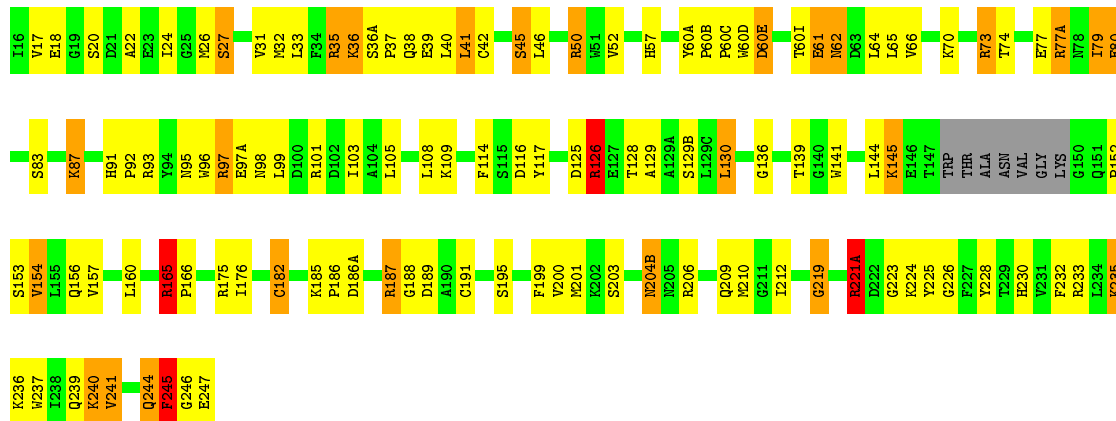 I16 V17 E18 G19 S20 D21 A22 E23 I24 G25 M26 S27 V31 M32 L33 F34 R35 K36 S36A P37 Q38 E39 L40 L41 C42 S45 L46 R50 W51 V52 H57 Y60A P60B P60C W60D D60E T60I E61 N62 D63 L64 L65 V66 K70 R73 T74 E77 R77A N78 I79
S83 K87 H91 P92 R93 Y94 N95 W96 R97 E97A N98 L99 D100 R101 D102 I103 A104 L105 L108 K109 F114 S115 D116 Y117 D125 R126 E127 T128 A129 A129A S129B L129C L130 G136 T139 G140 W141 L144 K145 E146 T147 TRP THR ALA ASN VAL GLY LYS G150 Q151
S153 V154 L155 Q156 V157 L160 R165 P166 R175 I176 C182 K185 P186 D186A R187 G188 D189 A190 C191 S195 F199 V200 M201 K202 S203 N204B N205 R206 Q209 M210 G211 I212 G219 R221A D222 G223 K224 Y225 G226 F227 Y228 T229 H230 V231 F232 R233 L234 K235
K236 W237 I238 Q239 K240 V241 Q244 F245 G246 E247